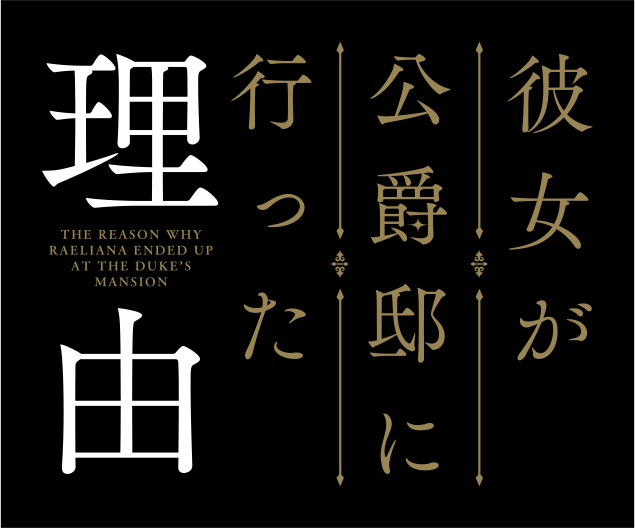 彼女が
公爵邸に
行った
理由
THE REASON WHY
RAELIANA ENDED UP
AT THE DUKE'S
MANSION